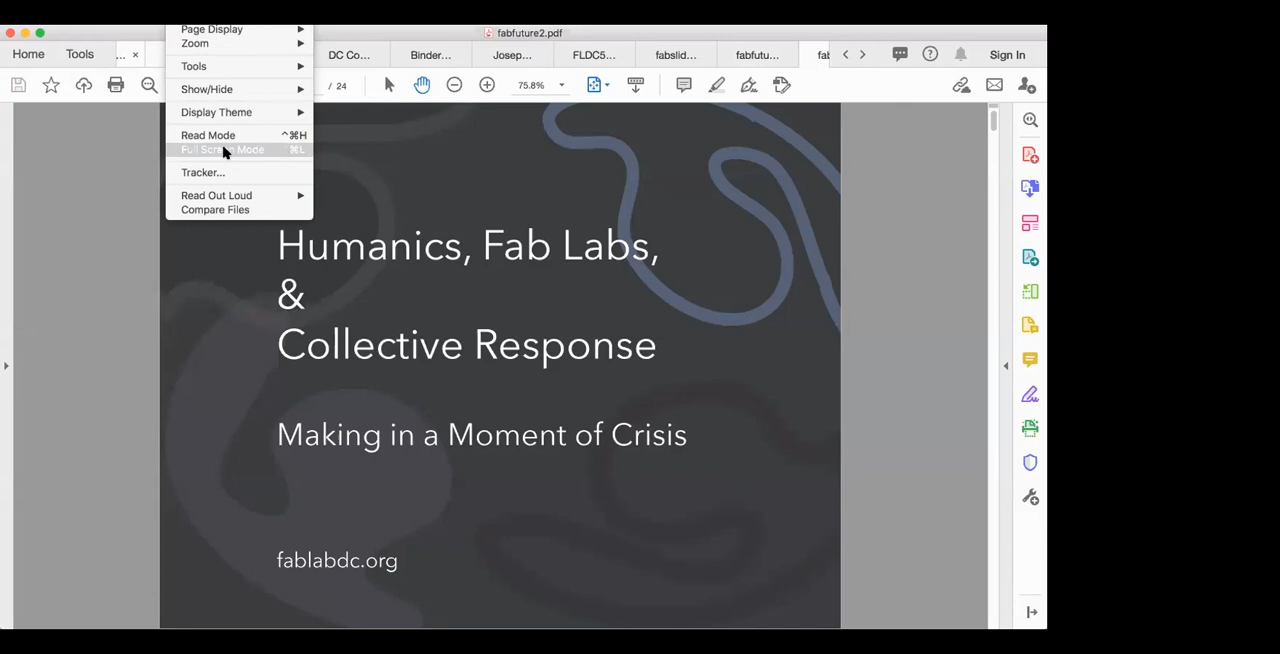 fabfuture2.pdf
Home Tools ... × DC Co... Binder... Josep... FLDC5... fabslid... fabfutu... fab Sign In
/ 24 75.8%
Page Display
Zoom
Tools
Show/Hide
Display Theme
Read Mode ^⌘H
Full Screen Mode ⌘L
Tracker...
Read Out Loud
Compare Files
Humanics, Fab Labs,
&
Collective Response
Making in a Moment of Crisis
fablabdc.org